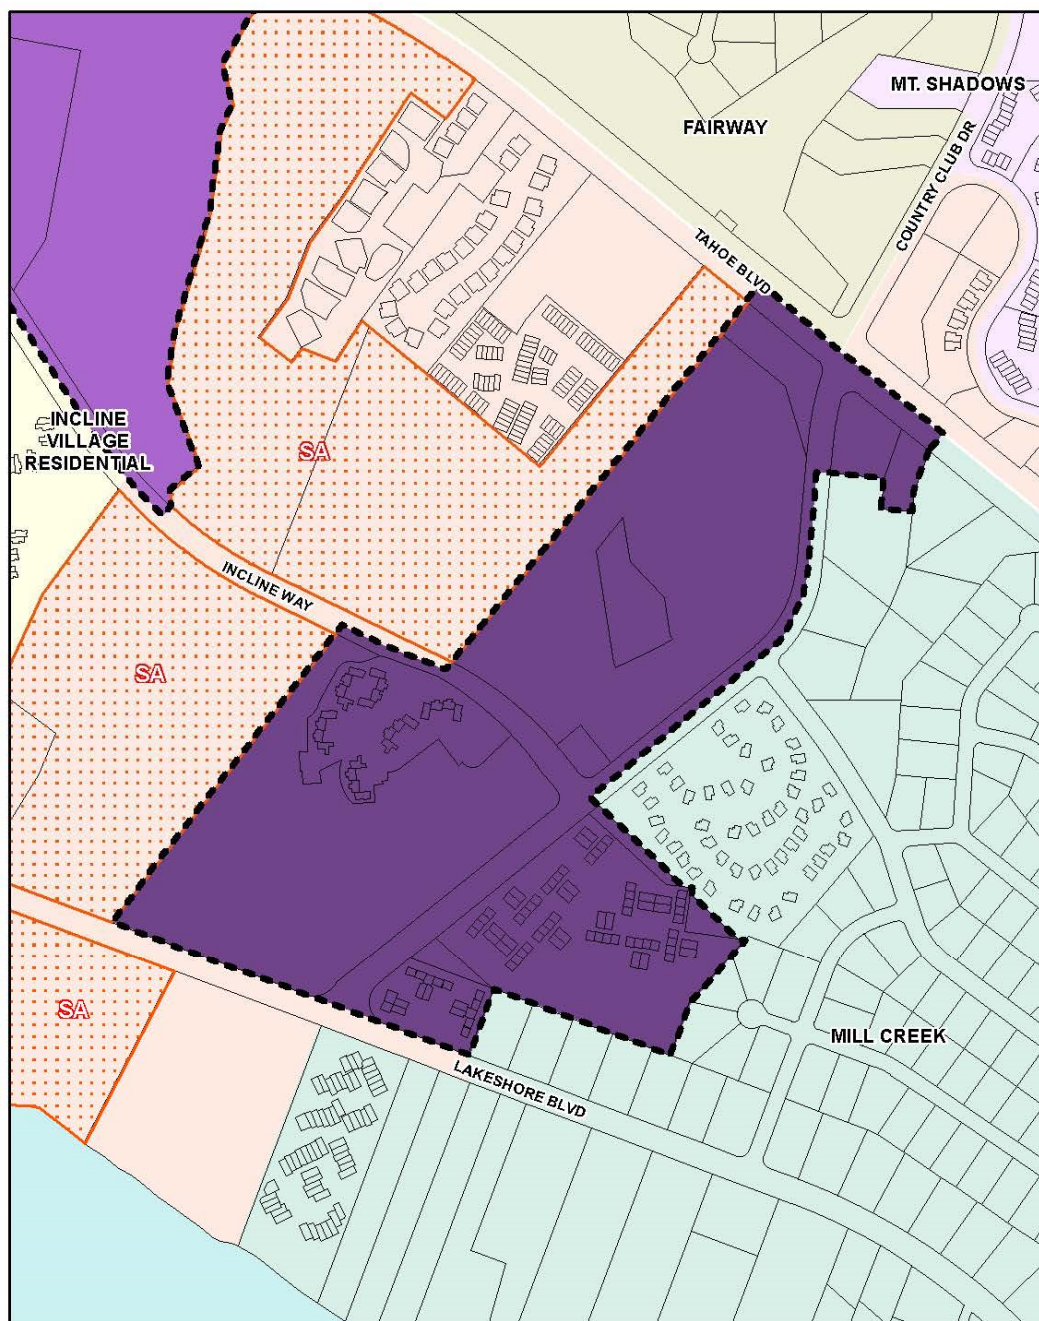 MT. SHADOWS
FAIRWAY
COUNTRY CLUB DR
TAHOE BLVD
INCLINE
VILLAGE
RESIDENTIAL
SA
INCLINE WAY
SA
SA
MILL CREEK
LAKESHORE BLVD